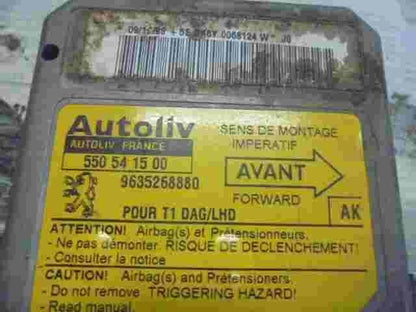 Autoliv
AUTOLIV FRANCE
550 54 15 00
9635268880
SENS DE MONTAGE
IMPERATIF
AVANT
FORWARD
POUR T1 DAG/LHD
AK
ATTENTION! Airbag(s) et Prétensionneurs.
- Ne pas démonter. RISQUE DE DECLENCHEMENT!
- Consulter la notice
CAUTION! Airbag(s) and Pretensioners.
- Do not remove TRIGGERING HAZARD!
- Read manual.